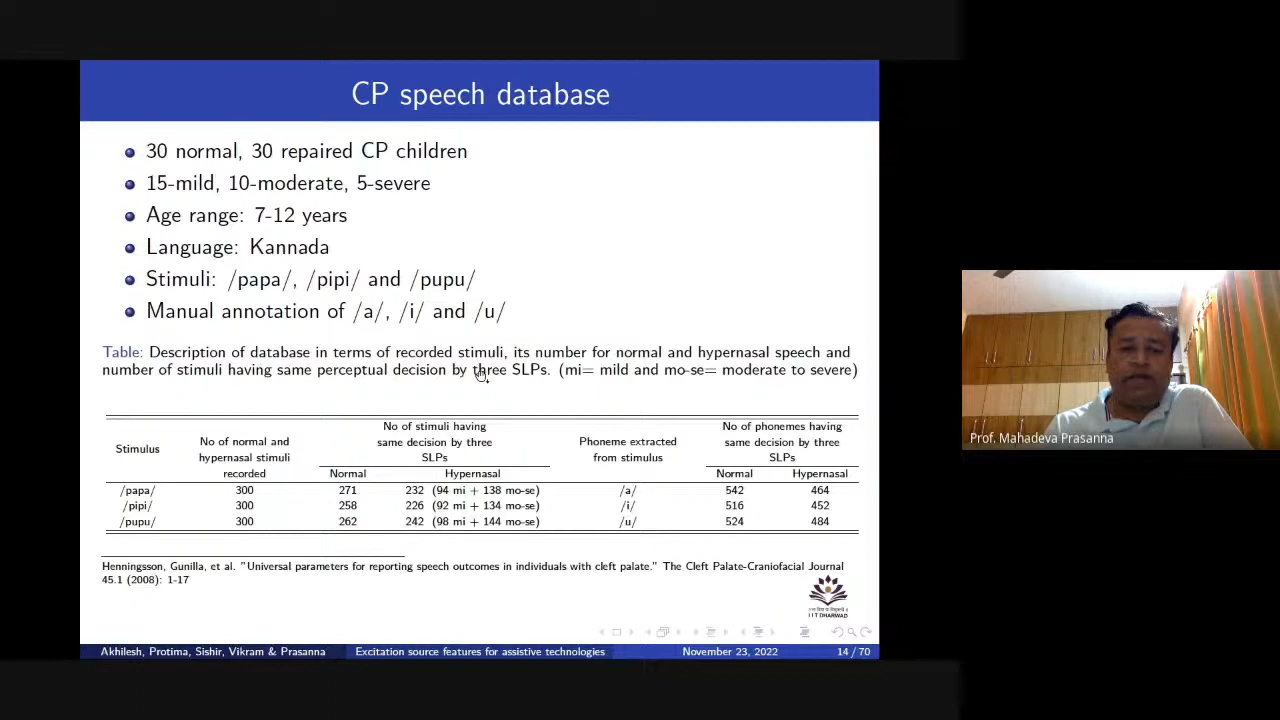 CP speech database
30 normal, 30 repaired CP children
15-mild, 10-moderate, 5-severe
Age range: 7-12 years
Language: Kannada
Stimuli: /papa/, /pipi/ and /pupu/
Manual annotation of /a/, /i/ and /u/
Table: Description of database in terms of recorded stimuli, its number for normal and hypernasal speech and
number of stimuli having same perceptual decision by three SLPs. (mi= mild and mo-se= moderate to severe)
Stimulus
No of normal and
hypernasal stimuli
recorded
No of stimuli having
same decision by three
SLPs
Normal Hypernasal
Phoneme extracted
from stimulus
No of phonemes having
same decision by three
SLPs
Normal Hypernasal
/papa/ 300 271 232 (94 mi + 138 mo-se) /a/ 542 464
/pipi/ 300 258 226 (92 mi + 134 mo-se) /i/ 516 452
/pupu/ 300 262 242 (98 mi + 144 mo-se) /u/ 524 484
Henningsson, Gunilla, et al. "Universal parameters for reporting speech outcomes in individuals with cleft palate." The Cleft Palate-Craniofacial Journal
45.1 (2008): 1-17
IIT DHARWAD
Akhilesh, Protima, Sishir, Vikram & Prasanna Excitation source features for assistive technologies November 23, 2022 14 / 70
Prof. Mahadeva Prasanna